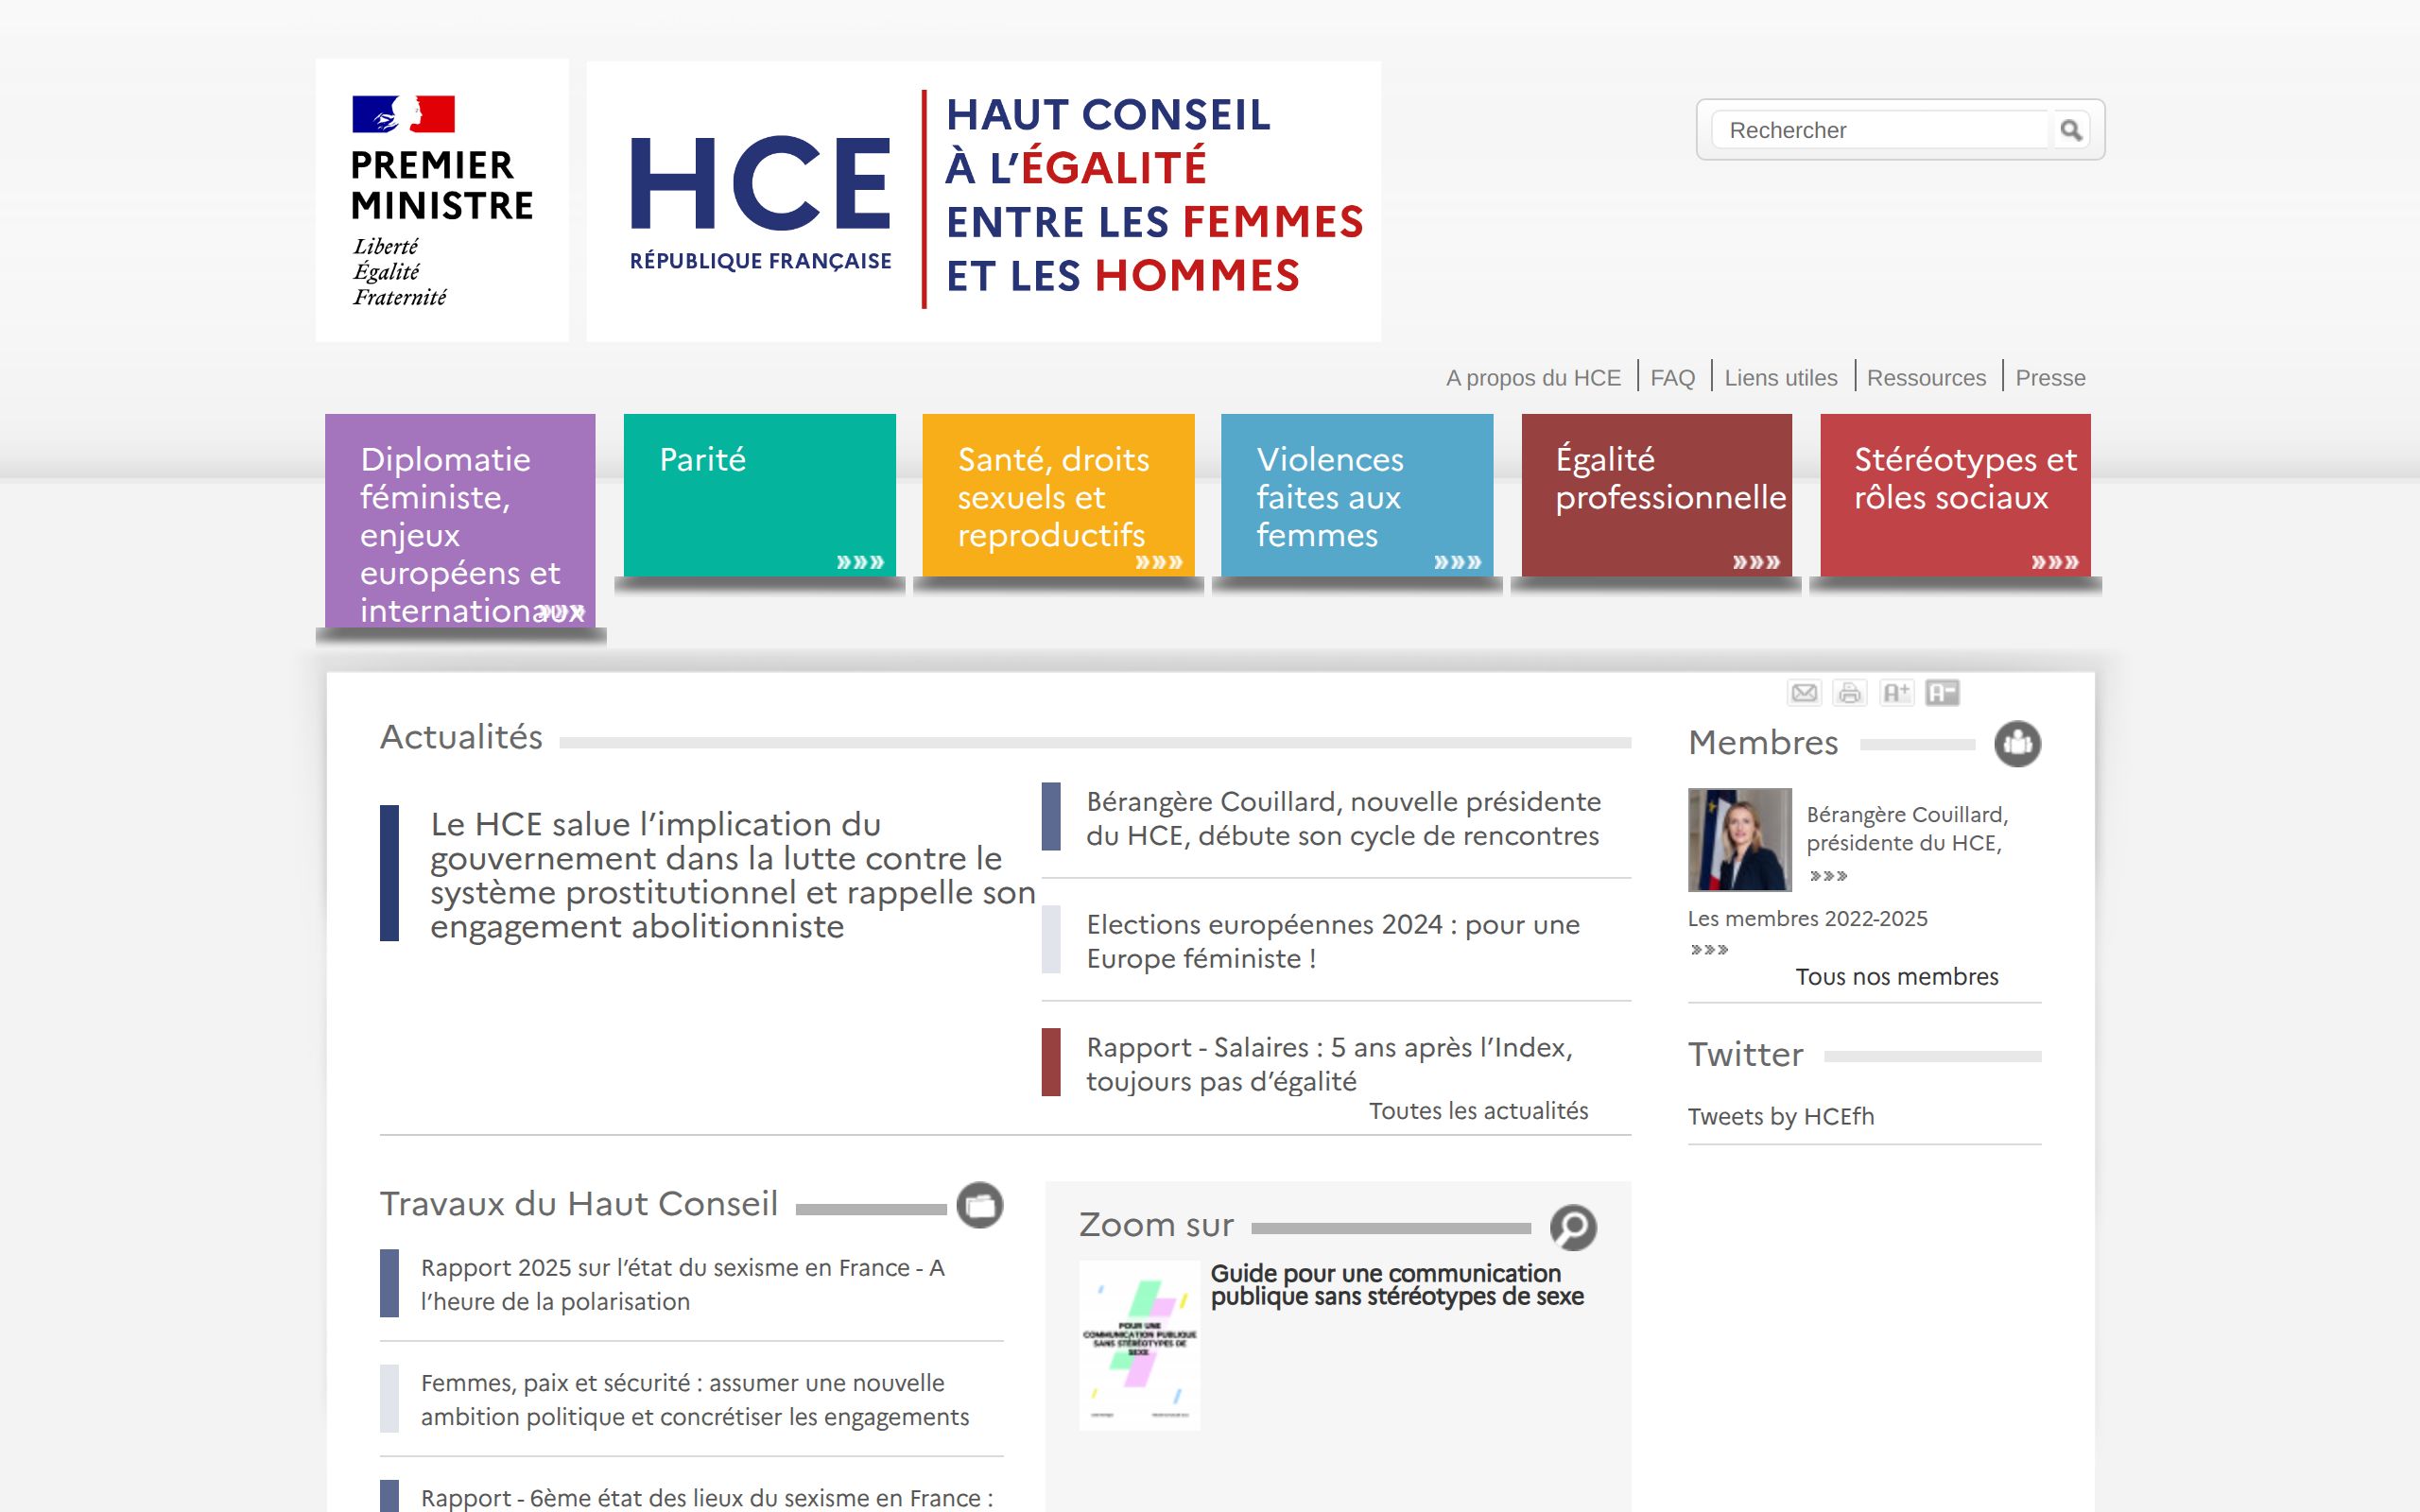 PREMIER
MINISTRE
Liberté
Égalité
Fraternité
HCE
RÉPUBLIQUE FRANÇAISE
HAUT CONSEIL
À L’ÉGALITÉ
ENTRE LES FEMMES
ET LES HOMMES
Rechercher
A propos du HCE
FAQ
Liens utiles
Ressources
Presse
Diplomatie
féministe,
enjeux
européens et
internationaux
Parité
Santé, droits
sexuels et
reproductifs
Violences
faites aux
femmes
Égalité
professionnelle
Stéréotypes et
rôles sociaux
A+
A-
Actualités
Le HCE salue l’implication du
gouvernement dans la lutte contre le
système prostitutionnel et rappelle son
engagement abolitionniste
Bérangère Couillard, nouvelle présidente
du HCE, débute son cycle de rencontres
Elections européennes 2024 : pour une
Europe féministe !
Rapport - Salaires : 5 ans après l’Index,
toujours pas d’égalité
Toutes les actualités
Membres
Bérangère Couillard,
présidente du HCE,
Les membres 2022-2025
Tous nos membres
Twitter
Tweets by HCEfh
Travaux du Haut Conseil
Rapport 2025 sur l’état du sexisme en France - A
l’heure de la polarisation
Femmes, paix et sécurité : assumer une nouvelle
ambition politique et concrétiser les engagements
Rapport - 6ème état des lieux du sexisme en France :
Zoom sur
POUR UNE
COMMUNICATION PUBLIQUE
SANS STÉRÉOTYPES DE
SEXE
Guide pour une communication
publique sans stéréotypes de sexe